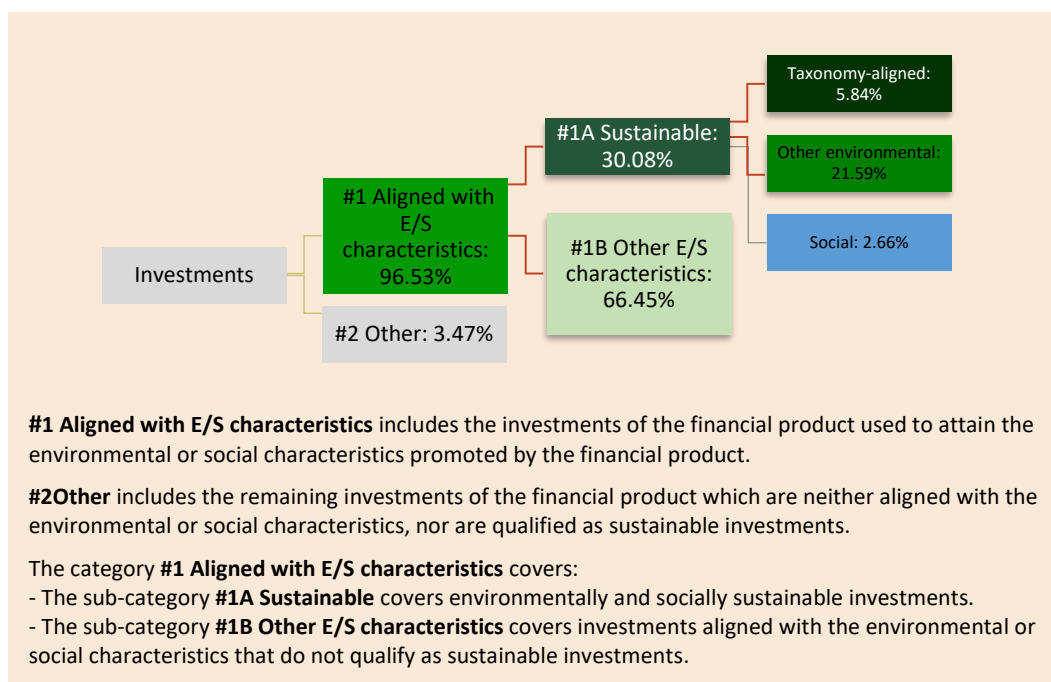 Investments
#1 Aligned with
E/S
characteristics:
96.53%
#2 Other: 3.47%
#1A Sustainable:
30.08%
#1B Other E/S
characteristics:
66.45%
Taxonomy-aligned:
5.84%
Other environmental:
21.59%
Social: 2.66%
#1 Aligned with E/S characteristics includes the investments of the financial product used to attain the
environmental or social characteristics promoted by the financial product.
#2Other includes the remaining investments of the financial product which are neither aligned with the
environmental or social characteristics, nor are qualified as sustainable investments.
The category #1 Aligned with E/S characteristics covers:
- The sub-category #1A Sustainable covers environmentally and socially sustainable investments.
- The sub-category #1B Other E/S characteristics covers investments aligned with the environmental or
social characteristics that do not qualify as sustainable investments.